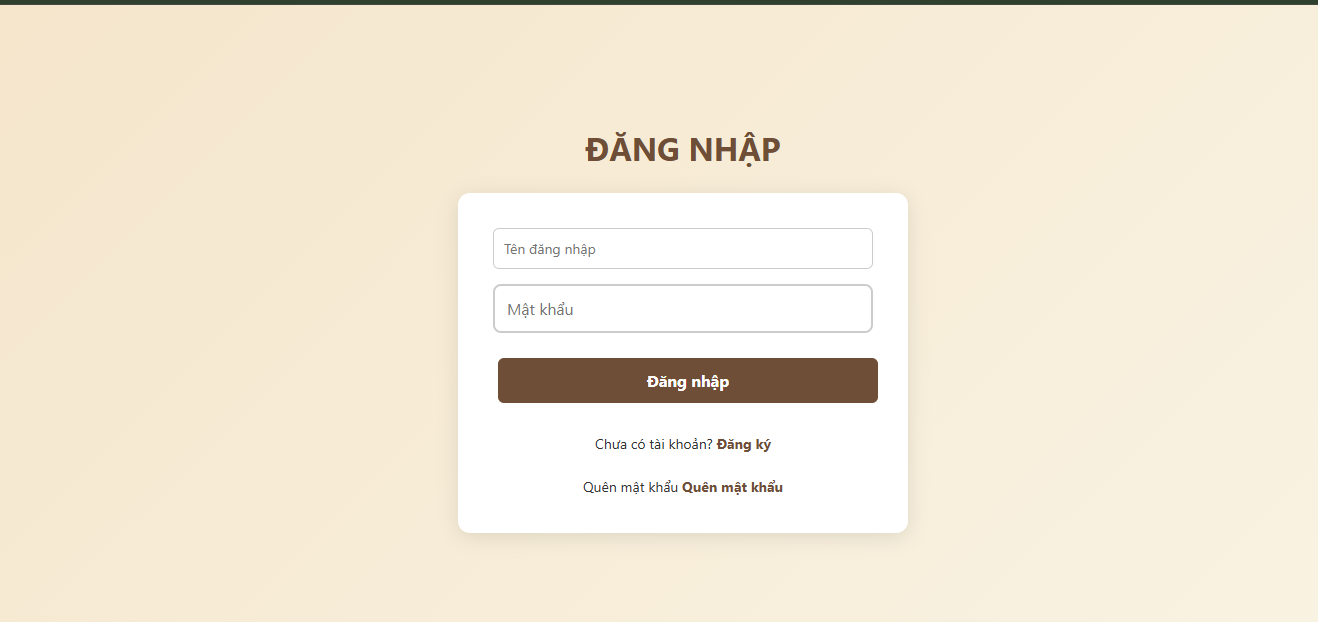 ĐĂNG NHẬP
Tên đăng nhập
Mật khẩu
Đăng nhập
Chưa có tài khoản? Đăng ký
Quên mật khẩu Quên mật khẩu